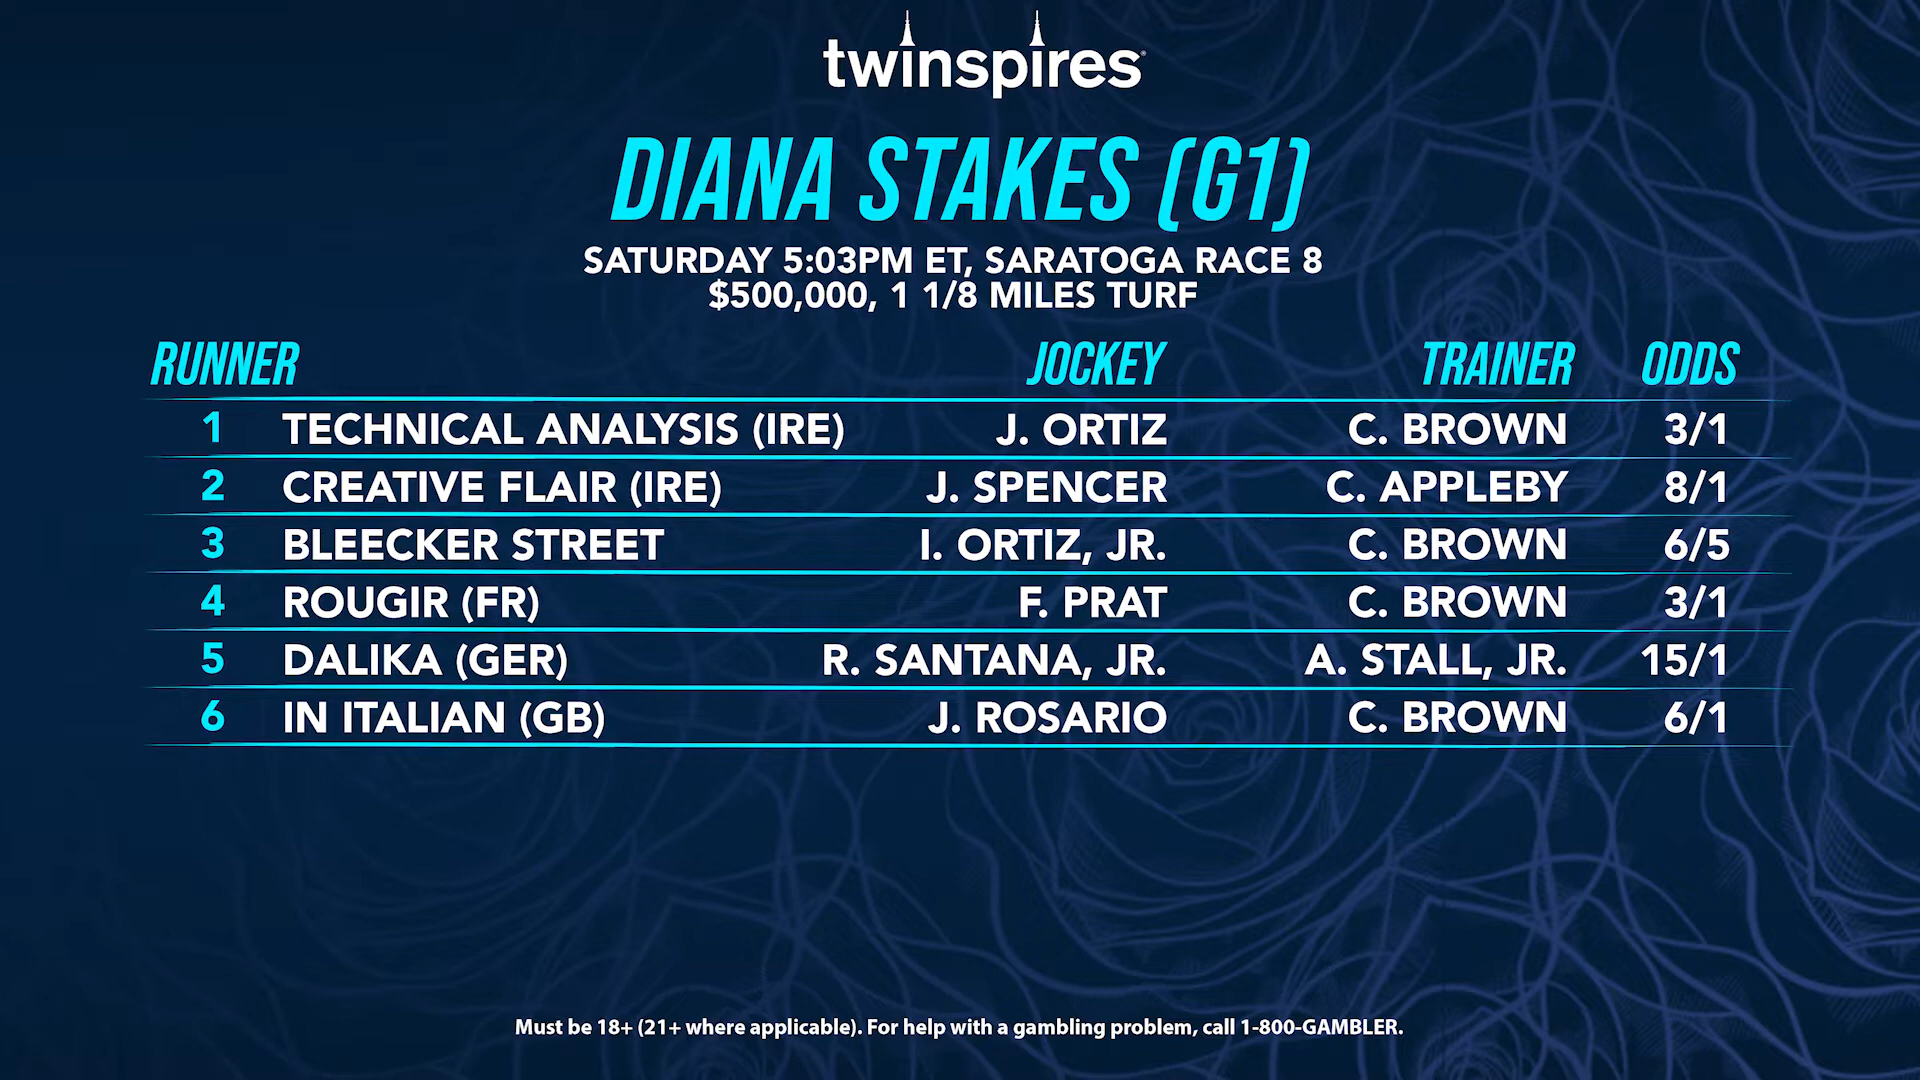 twinspires
DIANA STAKES (G1)
SATURDAY 5:03PM ET, SARATOGA RACE 8
$500,000, 1 1/8 MILES TURF
RUNNER JOCKEY TRAINER ODDS
1 TECHNICAL ANALYSIS (IRE) J. ORTIZ C. BROWN 3/1
2 CREATIVE FLAIR (IRE) J. SPENCER C. APPLEBY 8/1
3 BLEECKER STREET I. ORTIZ, JR. C. BROWN 6/5
4 ROUGIR (FR) F. PRAT C. BROWN 3/1
5 DALIKA (GER) R. SANTANA, JR. A. STALL, JR. 15/1
6 IN ITALIAN (GB) J. ROSARIO C. BROWN 6/1
Must be 18+ (21+ where applicable). For help with a gambling problem, call 1-800-GAMBLER.